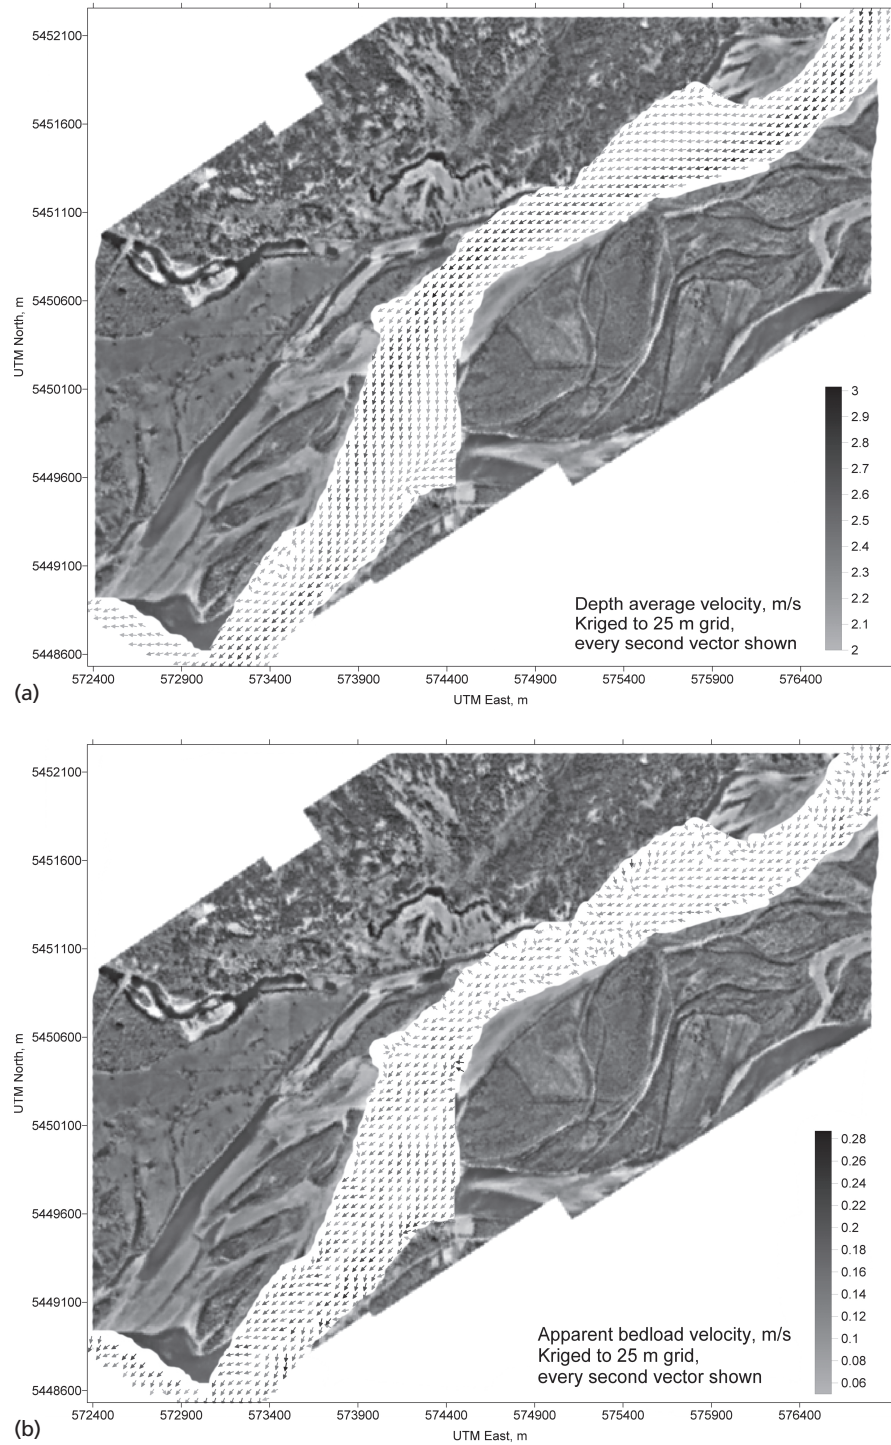 5452100
5451600
5451100
5450600
5450100
5449600
5449100
5448600
UTM North, m
3
2.9
2.8
2.7
2.6
2.5
2.4
2.3
2.2
2.1
2
Depth average velocity, m/s
Kriged to 25 m grid,
every second vector shown
572400 572900 573400 573900 574400 574900 575400 575900 576400
UTM East, m
(a)
5452100
5451600
5451100
5450600
5450100
5449600
5449100
5448600
UTM North, m
0.28
0.26
0.24
0.22
0.2
0.18
0.16
0.14
0.12
0.1
0.08
0.06
Apparent bedload velocity, m/s
Kriged to 25 m grid,
every second vector shown
572400 572900 573400 573900 574400 574900 575400 575900 576400
UTM East, m
(b)